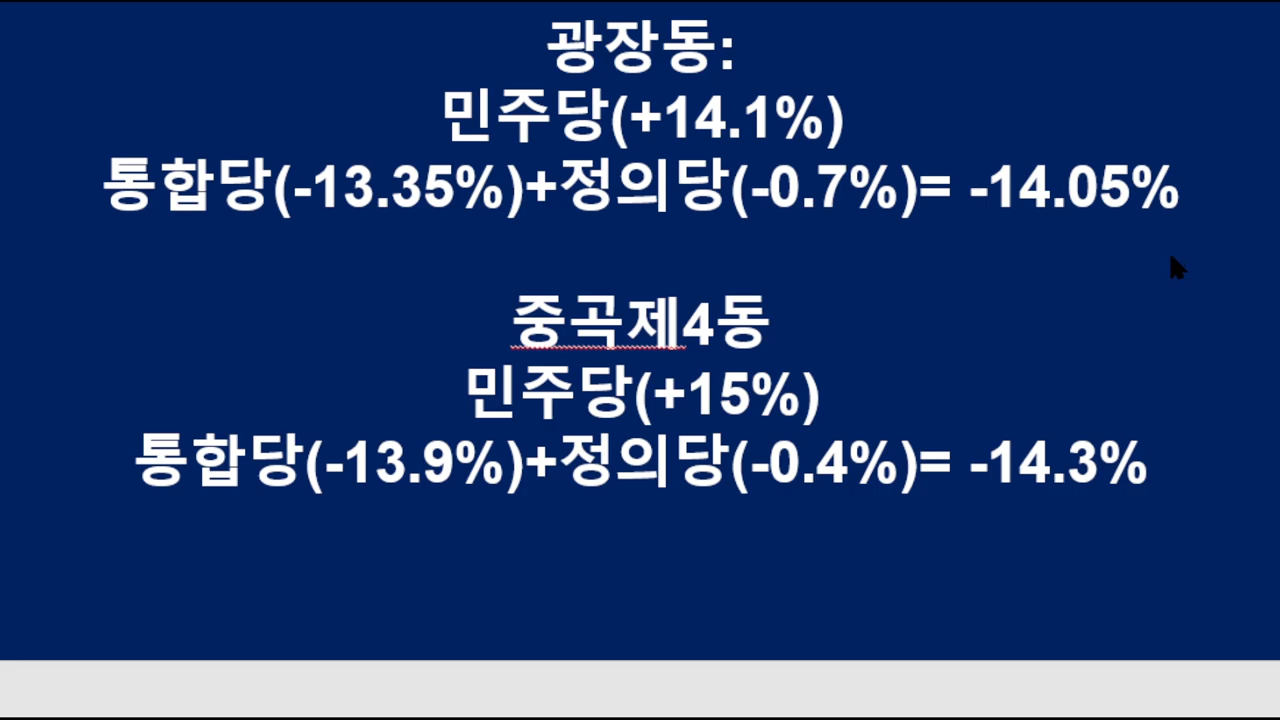 광장동:
민주당(+14.1%)
통합당(-13.35%)+정의당(-0.7%)= -14.05%
중곡제4동
민주당(+15%)
통합당(-13.9%)+정의당(-0.4%)= -14.3%